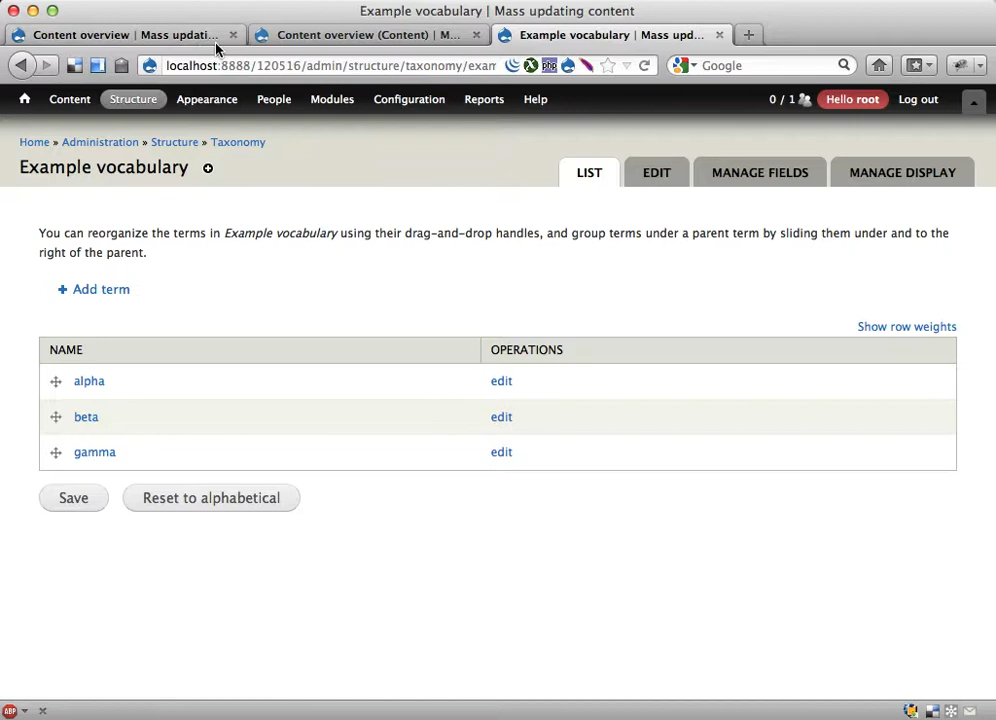 Example vocabulary | Mass updating content
Content overview | Mass updati... Content overview (Content) | M... Example vocabulary | Mass upd...
localhost:8888/120516/admin/structure/taxonomy/exam php Google
Content Structure Appearance People Modules Configuration Reports Help 0 / 1 Hello root Log out
Home » Administration » Structure » Taxonomy
Example vocabulary LIST EDIT MANAGE FIELDS MANAGE DISPLAY
You can reorganize the terms in Example vocabulary using their drag-and-drop handles, and group terms under a parent term by sliding them under and to the
right of the parent.
+ Add term
Show row weights
NAME OPERATIONS
alpha edit
beta edit
gamma edit
Save Reset to alphabetical
ABP